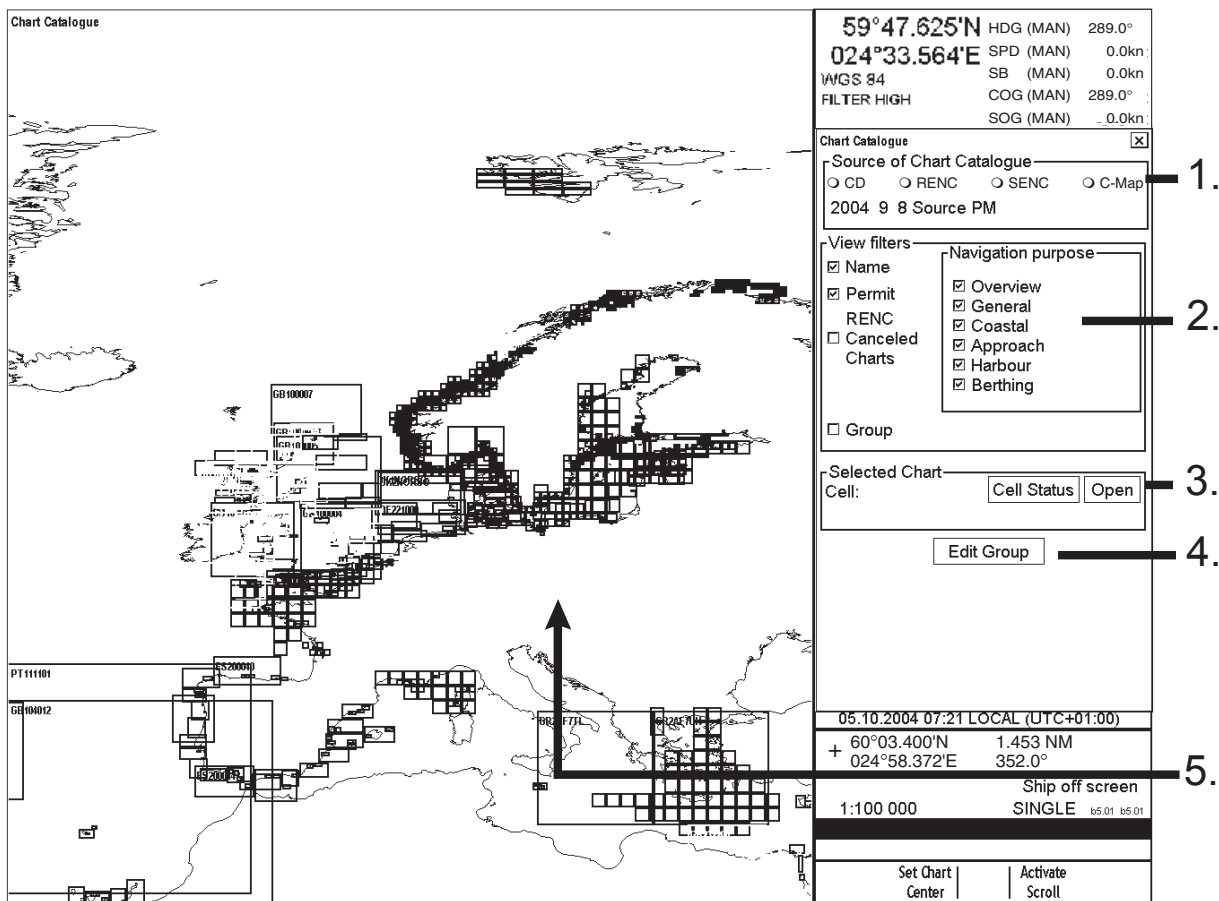 Chart Catalogue
GB100007
PT111101
GB104012
ES200010
59°47.625'N
024°33.564'E
WGS 84
FILTER HIGH
HDG (MAN) 289.0°
SPD (MAN) 0.0kn
SB (MAN) 0.0kn
COG (MAN) 289.0°
SOG (MAN) 0.0kn
Chart Catalogue
Source of Chart Catalogue
CD RENC SENC C-Map
2004 9 8 Source PM
1.
View filters
Name
Permit
RENC
Canceled
Charts
Group
Navigation purpose
Overview
General
Coastal
Approach
Harbour
Berthing
2.
Selected Chart
Cell:
Cell Status Open
3.
Edit Group
4.
05.10.2004 07:21 LOCAL (UTC+01:00)
+ 60°03.400'N 1.453 NM
024°58.372'E 352.0°
5.
Ship off screen
1:100 000 SINGLE b5.01 b5.01
Set Chart
Center
Activate
Scroll